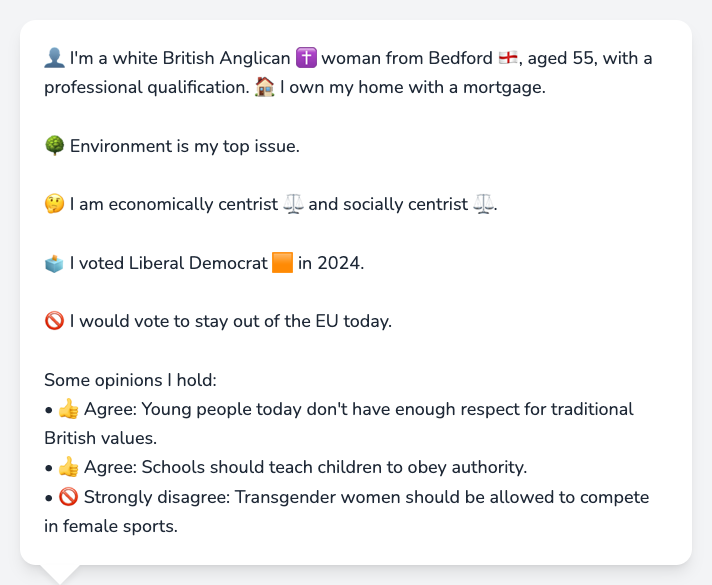 👤 I'm a white British Anglican ✝️ woman from Bedford 🏴󠁧󠁢󠁥󠁮󠁧󠁿, aged 55, with a
professional qualification. 🏠 I own my home with a mortgage.
🌳 Environment is my top issue.
🤔 I am economically centrist ⚖️ and socially centrist ⚖️.
🗳️ I voted Liberal Democrat 🟧 in 2024.
🚫 I would vote to stay out of the EU today.
Some opinions I hold:
• 👍 Agree: Young people today don't have enough respect for traditional
British values.
• 👍 Agree: Schools should teach children to obey authority.
• 🚫 Strongly disagree: Transgender women should be allowed to compete
in female sports.